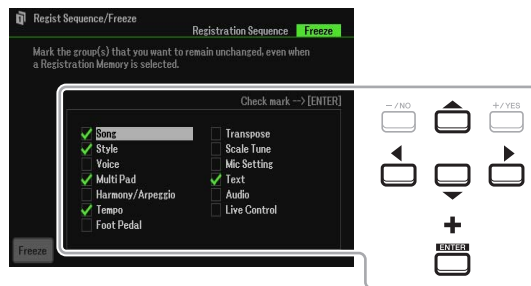 Regist Sequence/Freeze
Registration Sequence Freeze
Mark the group(s) that you want to remain unchanged, even when
a Registration Memory is selected.
Check mark --> [ENTER]
Song
Style
Voice
Multi Pad
Harmony/Arpeggio
Tempo
Foot Pedal
Transpose
Scale Tune
Mic Setting
Text
Audio
Live Control
Freeze
-/NO
+/YES
+
ENTER